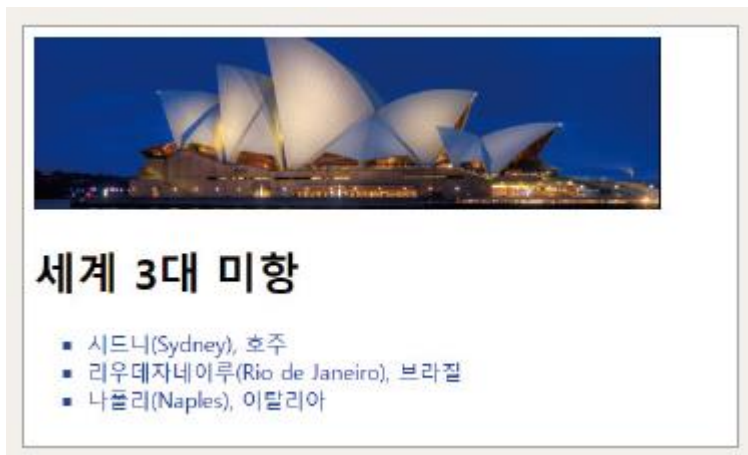 세계 3대 미항
시드니(Sydney), 호주
리우데자네이루(Rio de Janeiro), 브라질
나폴리(Naples), 이탈리아